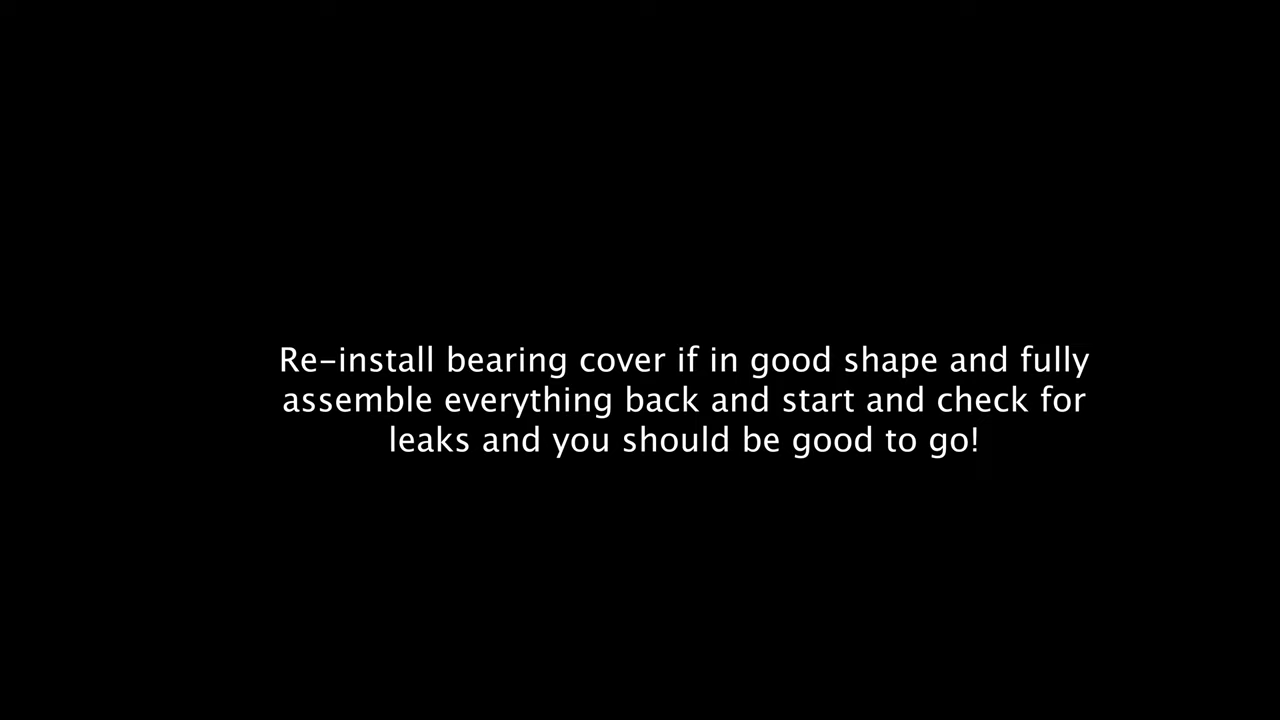 Re-install bearing cover if in good shape and fully
assemble everything back and start and check for
leaks and you should be good to go!